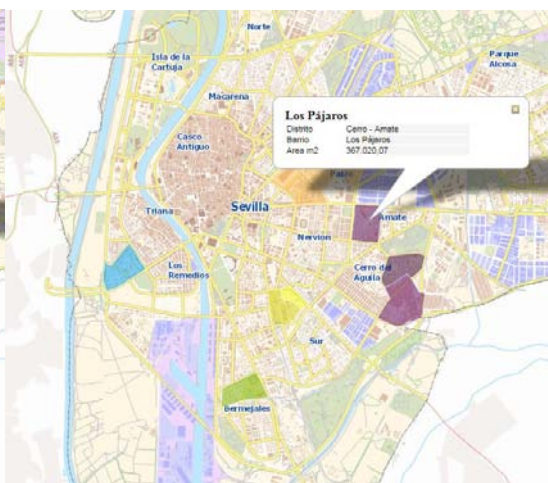 Norte
Isla de la
Cartuja
Parque
Alcosa
Macarena
Los Pájaros
Distrito Cerro - Amate
Barrio Los Pájaros
Area m2 367.020,07
Casco
Antiguo
Triana
Sevilla
Amate
Nervion
Los
Remedios
Cerro del
Aguila
Sur
Bermejales